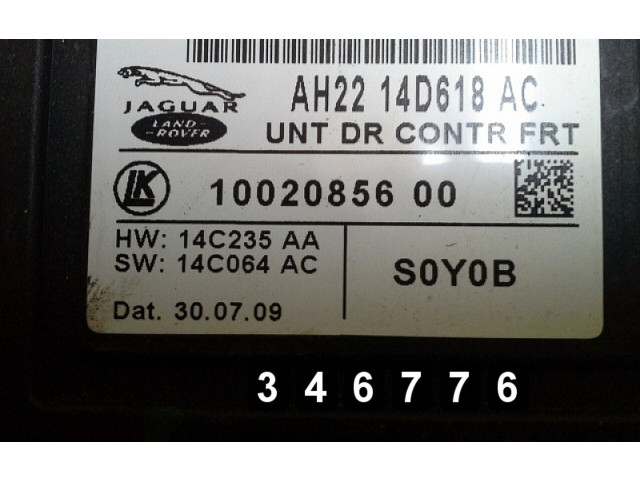 AH22 14D618 AC
JAGUAR
LAND-
-ROVER
UNT DR CONTR FRT
LK
10020856 00
HW: 14C235 AA
SW: 14C064 AC
S0Y0B
Dat. 30.07.09
3 4 6 7 7 6